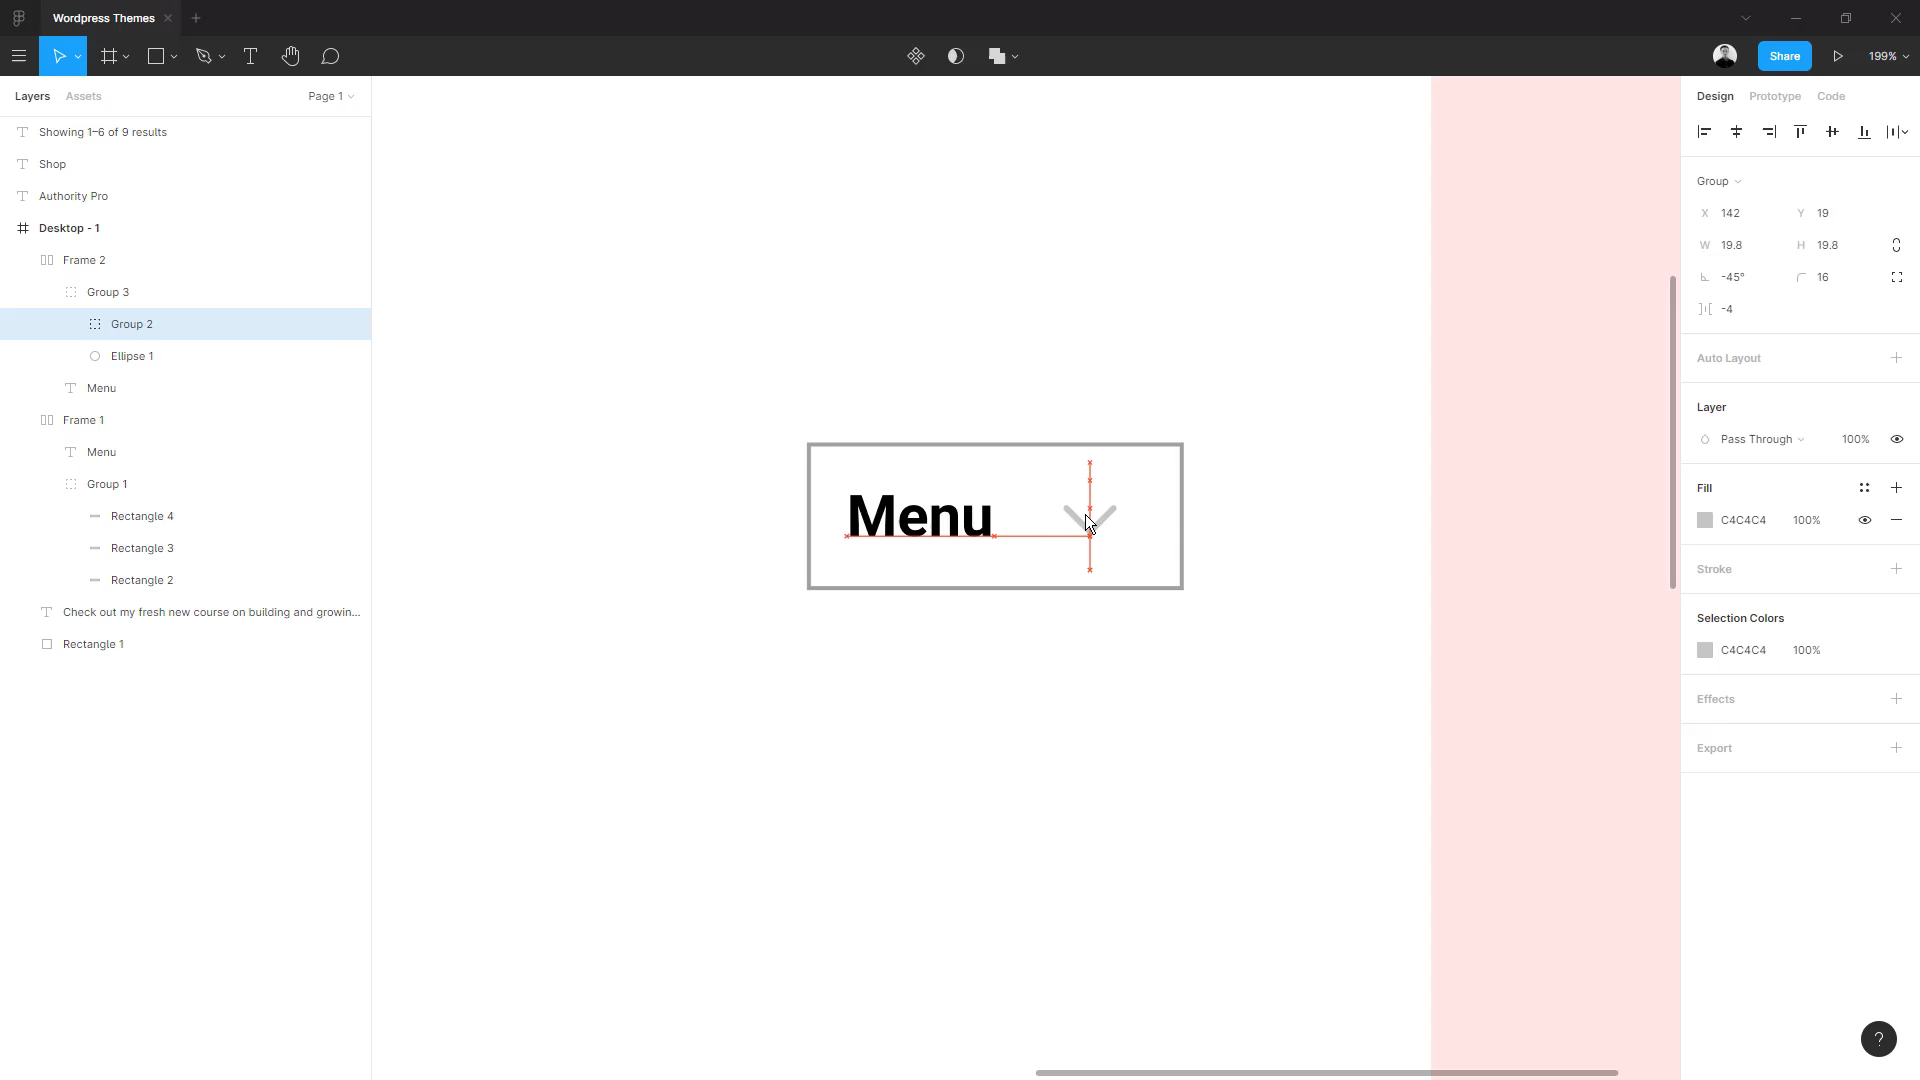 Wordpress Themes
Share
199%
Layers Assets Page 1
Showing 1–6 of 9 results
Shop
Authority Pro
Desktop - 1
Frame 2
Group 3
Group 2
Ellipse 1
Menu
Frame 1
Menu
Group 1
Rectangle 4
Rectangle 3
Rectangle 2
Check out my fresh new course on building and growin...
Rectangle 1
Menu
Design Prototype Code
Group
X 142 Y 19
W 19.8 H 19.8
-45° 16
-4
Auto Layout
Layer
Pass Through 100%
Fill
C4C4C4 100%
Stroke
Selection Colors
C4C4C4 100%
Effects
Export
?